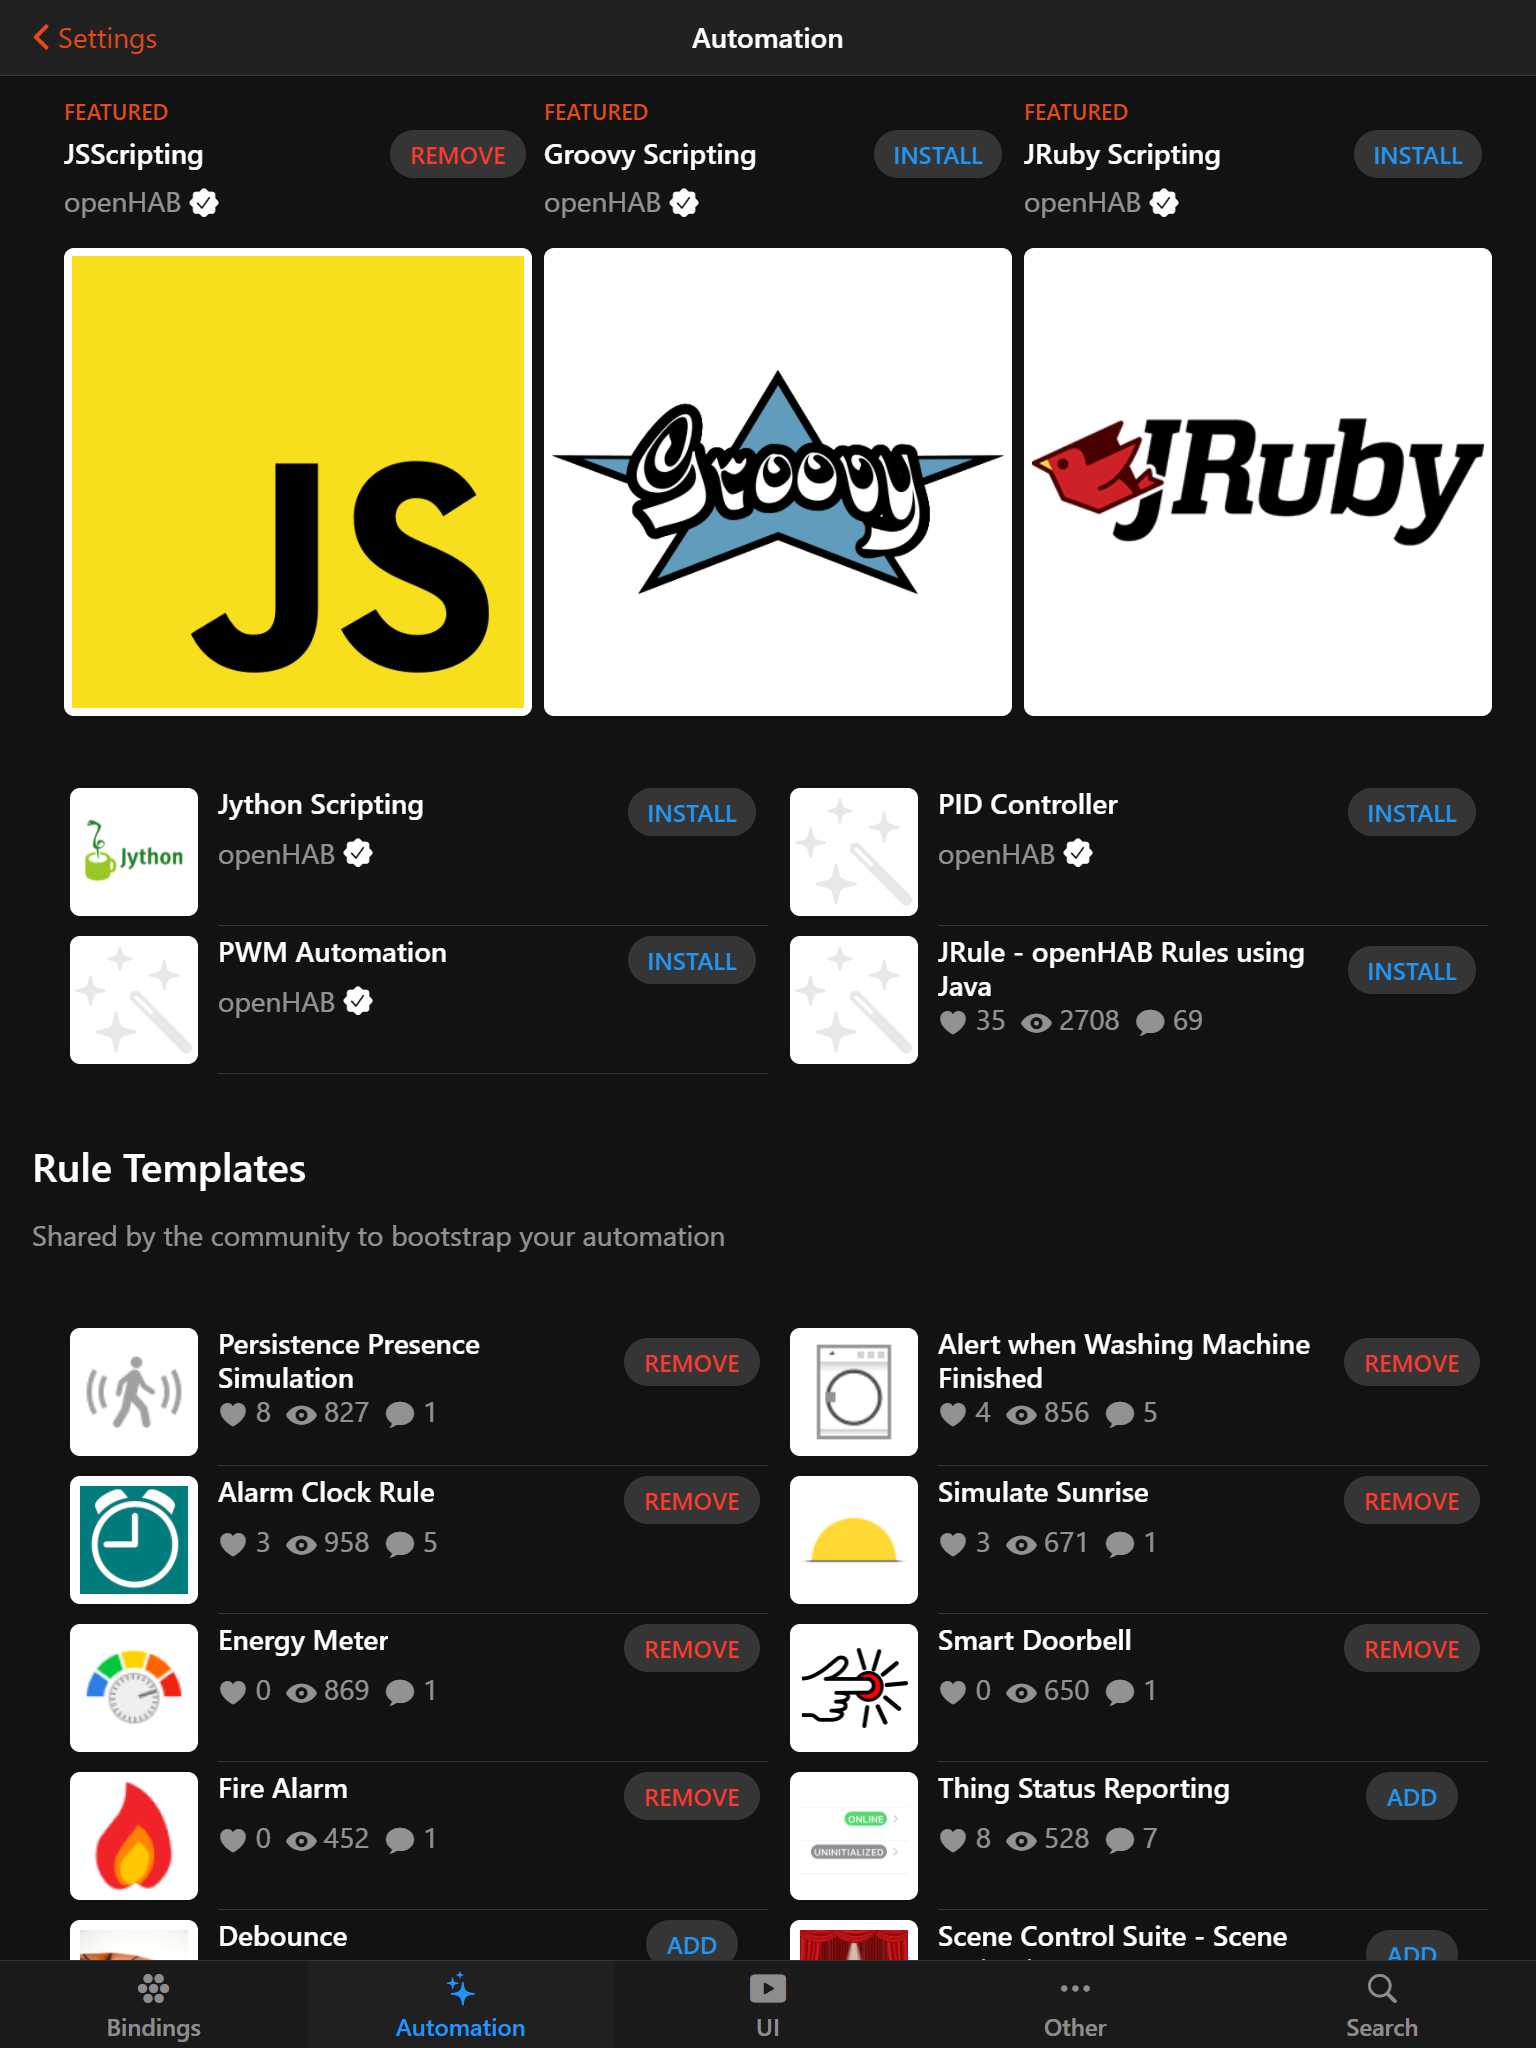 Settings
Automation
FEATURED
JSScripting
REMOVE
openHAB
FEATURED
Groovy Scripting
INSTALL
openHAB
FEATURED
JRuby Scripting
INSTALL
openHAB
JS
Groovy
JRuby
Jython
Jython Scripting
INSTALL
openHAB
PID Controller
INSTALL
openHAB
PWM Automation
INSTALL
openHAB
JRule - openHAB Rules using
Java
INSTALL
35 2708 69
Rule Templates
Shared by the community to bootstrap your automation
Persistence Presence
Simulation
REMOVE
8 827 1
Alert when Washing Machine
Finished
REMOVE
4 856 5
Alarm Clock Rule
REMOVE
3 958 5
Simulate Sunrise
REMOVE
3 671 1
Energy Meter
REMOVE
0 869 1
Smart Doorbell
REMOVE
0 650 1
Fire Alarm
REMOVE
0 452 1
ONLINE
UNINITIALIZED
Thing Status Reporting
ADD
8 528 7
Debounce
ADD
Scene Control Suite - Scene
ADD
Bindings
Automation
UI
Other
Search